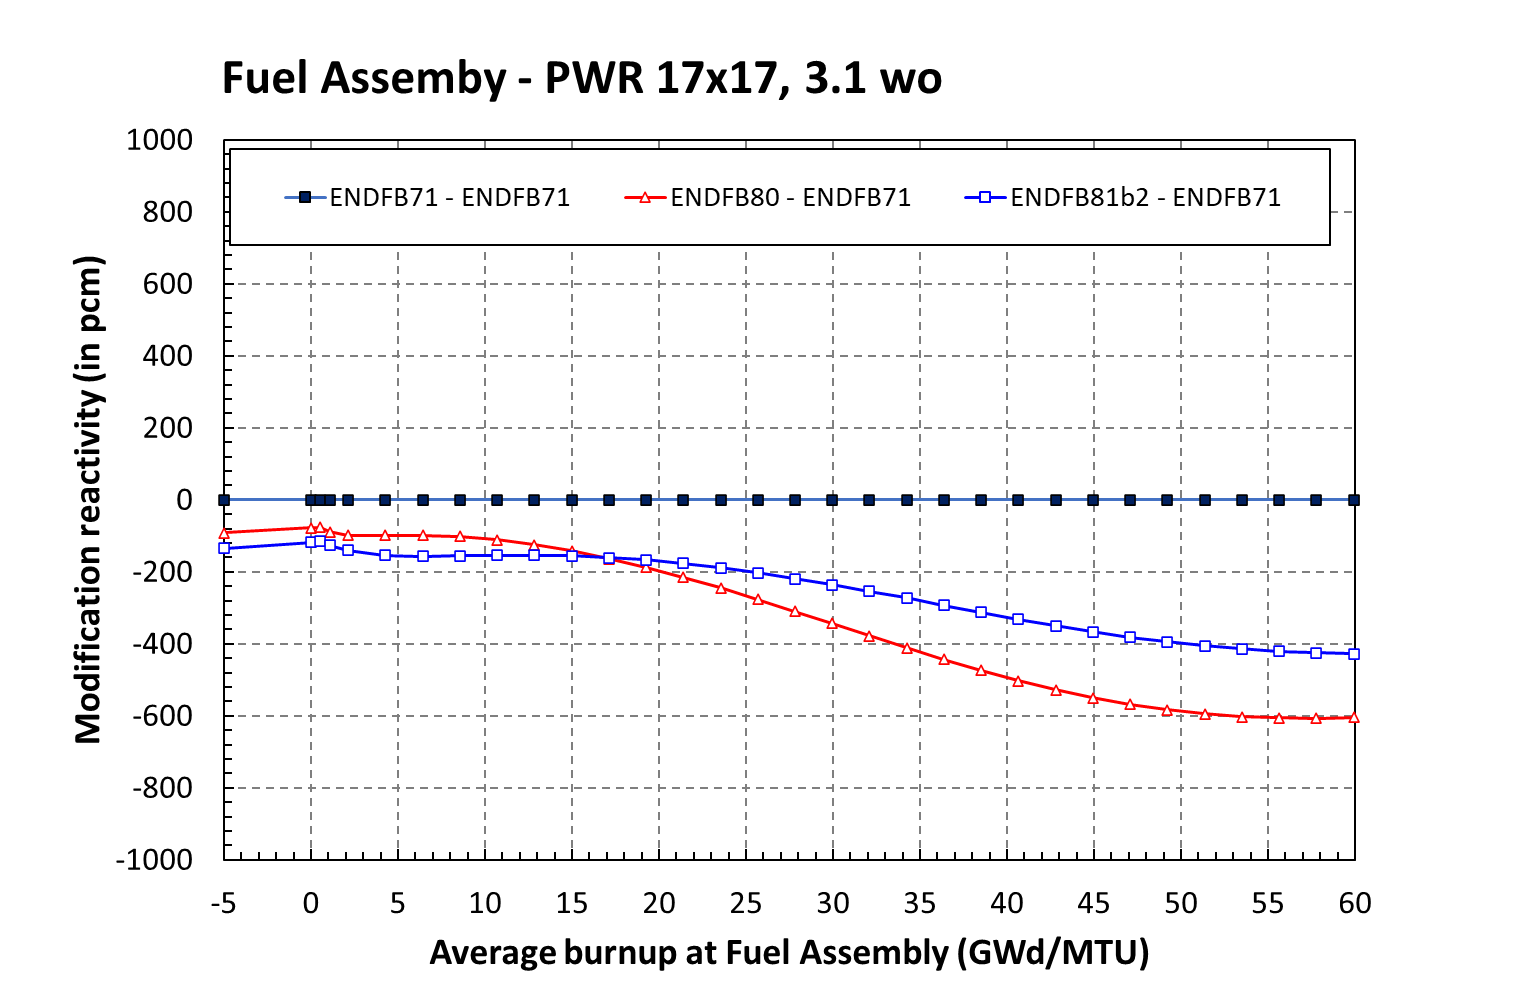 Fuel Assemby - PWR 17x17, 3.1 wo
ENDFB71 - ENDFB71 ENDFB80 - ENDFB71 ENDFB81b2 - ENDFB71
Modification reactivity (in pcm)
1000
800
600
400
200
0
-200
-400
-600
-800
-1000
-5 0 5 10 15 20 25 30 35 40 45 50 55 60
Average burnup at Fuel Assembly (GWd/MTU)